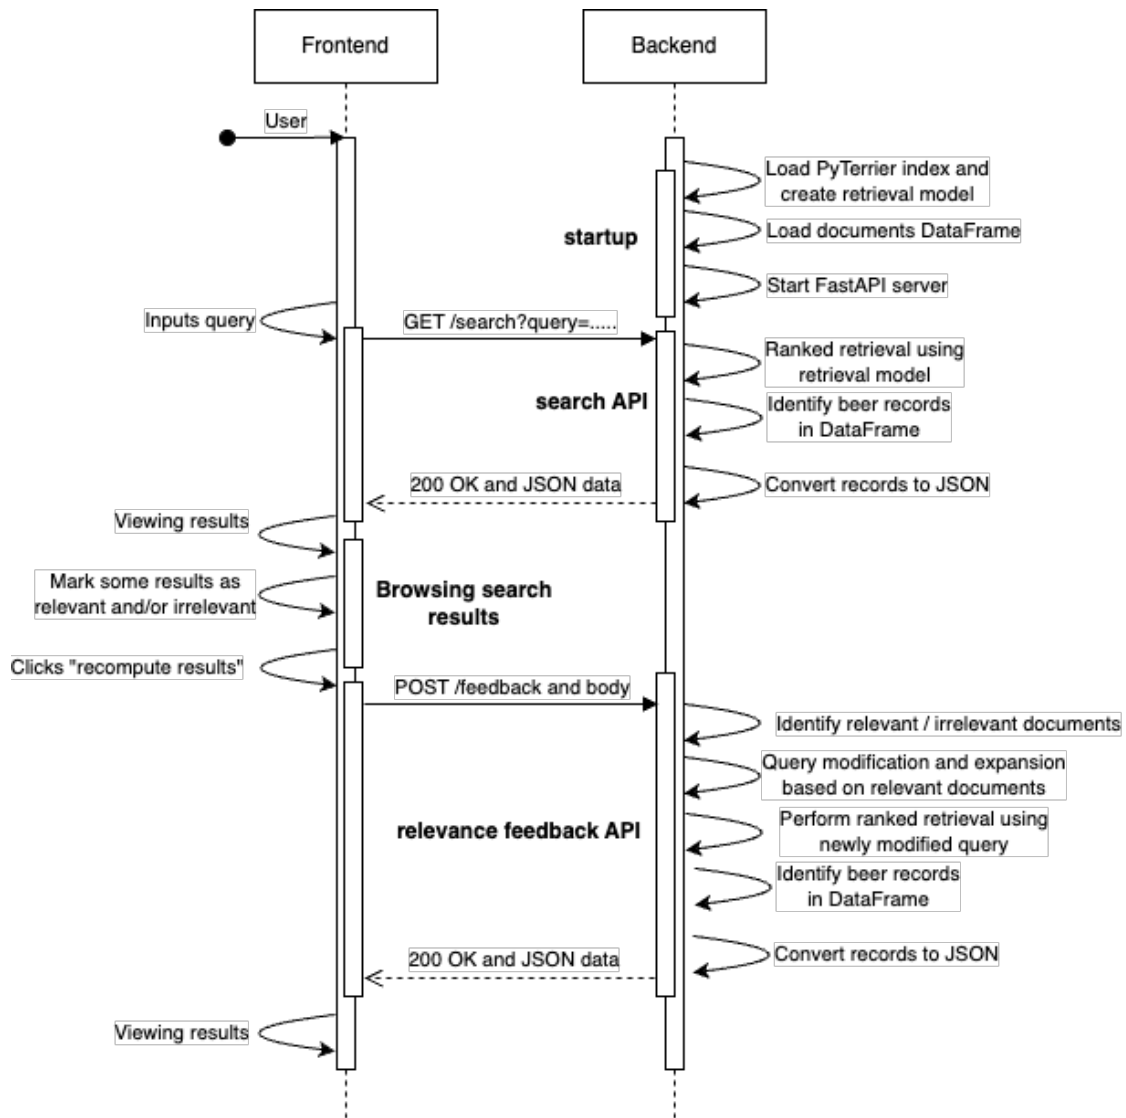 Frontend
Backend
User
Load PyTerrier index and
create retrieval model
Load documents DataFrame
startup
Start FastAPI server
Inputs query
GET /search?query=.....
Ranked retrieval using
retrieval model
search API
Identify beer records
in DataFrame
200 OK and JSON data
Convert records to JSON
Viewing results
Mark some results as
relevant and/or irrelevant
Browsing search
results
Clicks "recompute results"
POST /feedback and body
Identify relevant / irrelevant documents
Query modification and expansion
based on relevant documents
relevance feedback API
Perform ranked retrieval using
newly modified query
Identify beer records
in DataFrame
200 OK and JSON data
Convert records to JSON
Viewing results